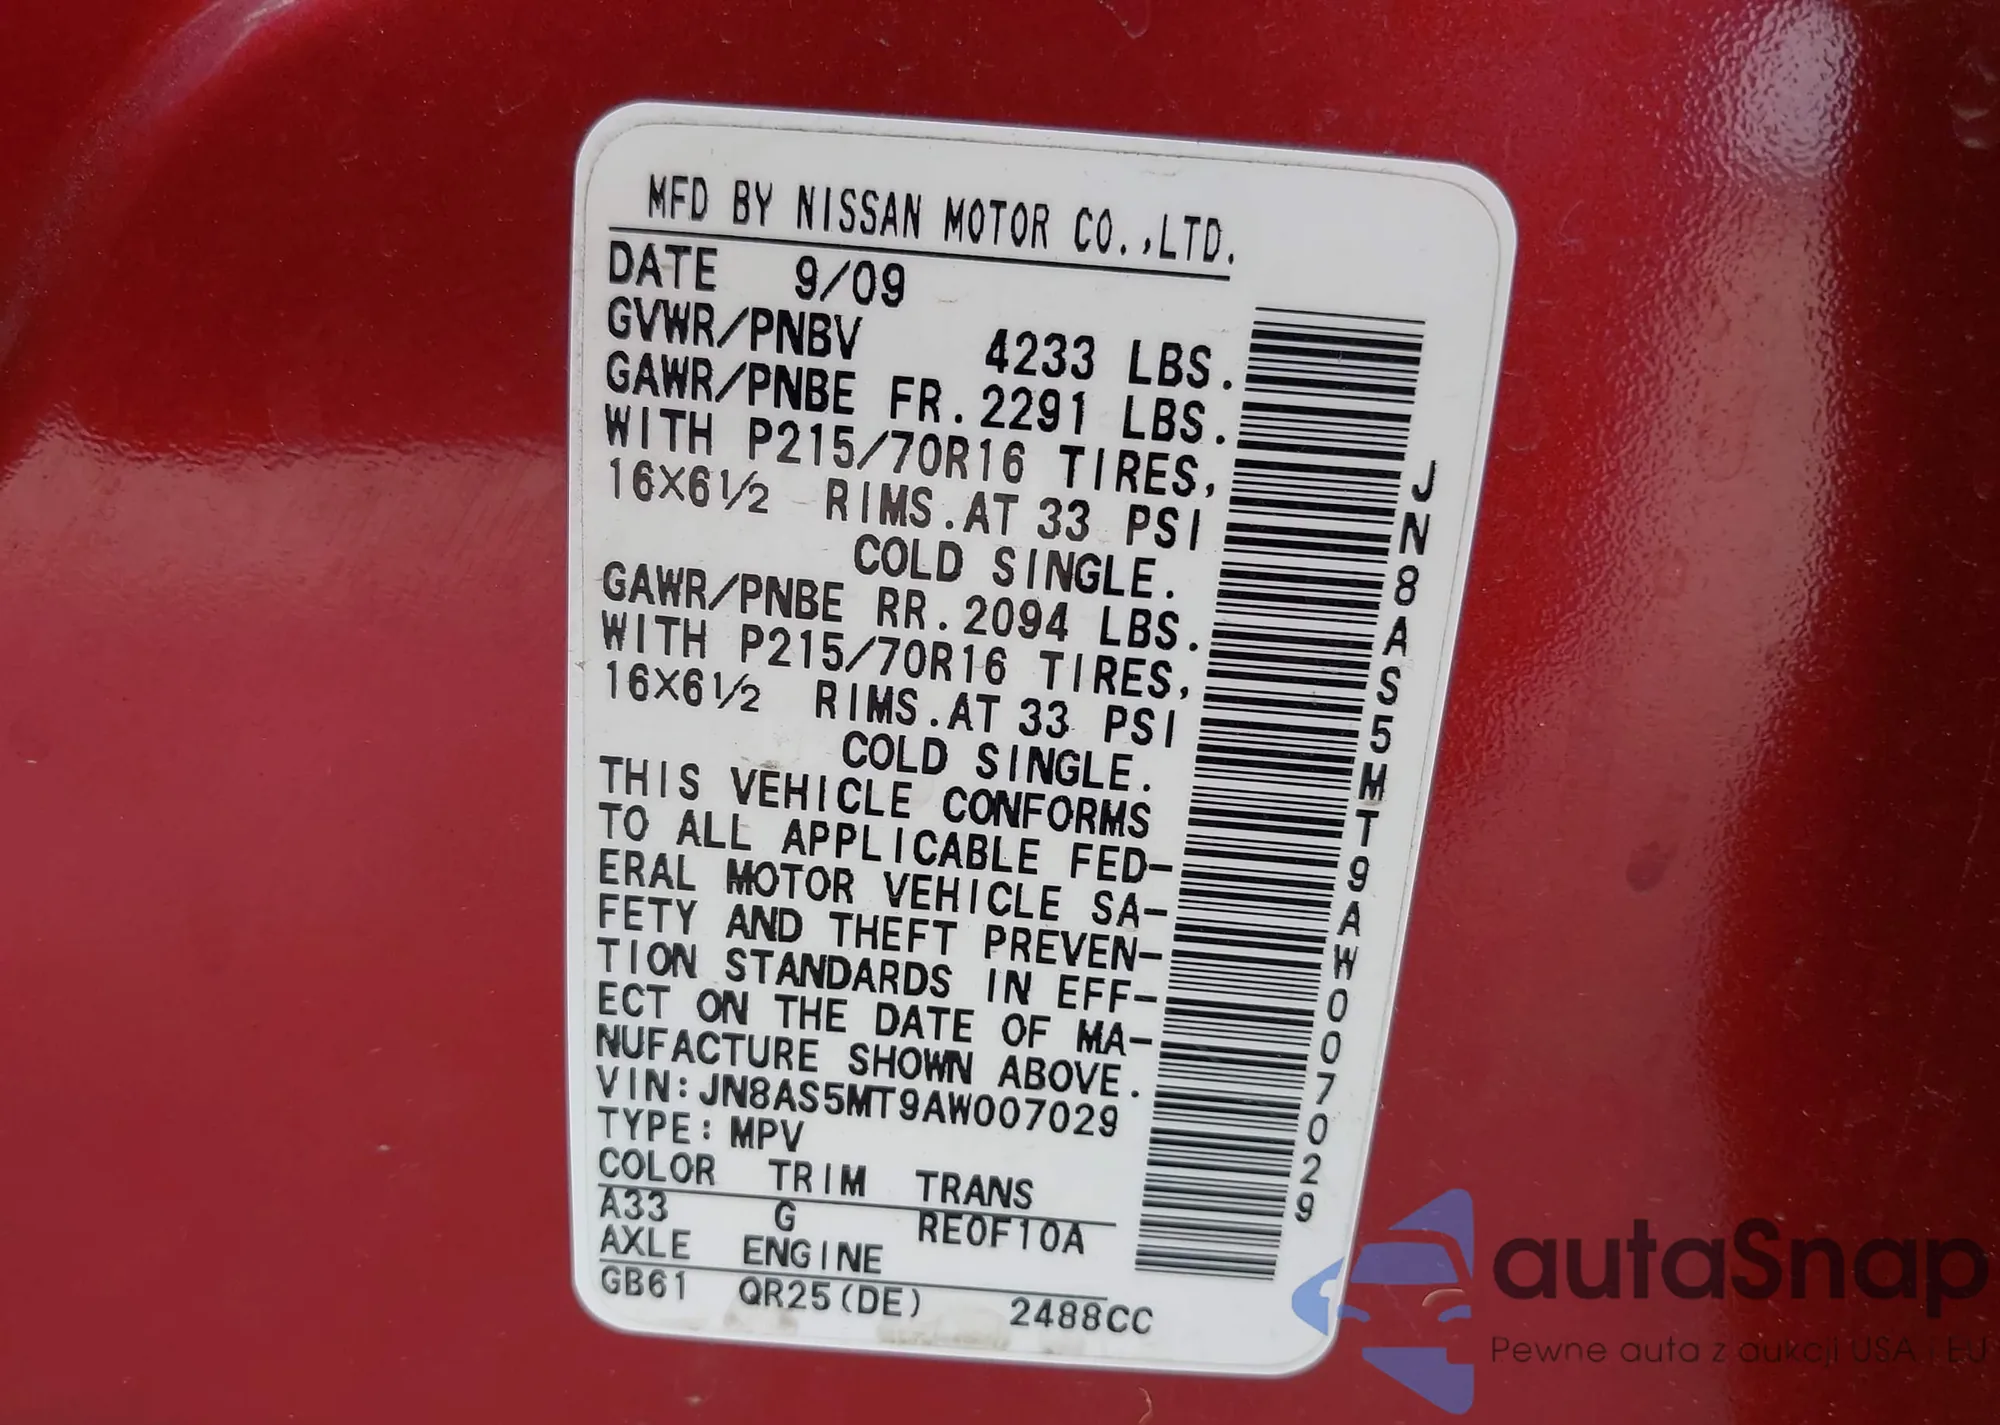 MFD BY NISSAN MOTOR CO.,LTD.
DATE 9/09
GVWR/PNBV 4233 LBS.
GAWR/PNBE FR.2291 LBS.
WITH P215/70R16 TIRES,
16X6½ RIMS.AT 33 PSI
COLD SINGLE.
GAWR/PNBE RR.2094 LBS.
WITH P215/70R16 TIRES,
16X6½ RIMS.AT 33 PSI
COLD SINGLE.
THIS VEHICLE CONFORMS
TO ALL APPLICABLE FED-
ERAL MOTOR VEHICLE SA-
FETY AND THEFT PREVEN-
TION STANDARDS IN EFF-
ECT ON THE DATE OF MA-
NUFACTURE SHOWN ABOVE.
VIN:JN8AS5MT9AW007029
TYPE:MPV
COLOR TRIM TRANS
A33 G RE0F10A
AXLE ENGINE
GB61 QR25(DE) 2488CC
JN8AS5MT9AW007029
autoSnap
Pewne auta z aukcji USA i EU